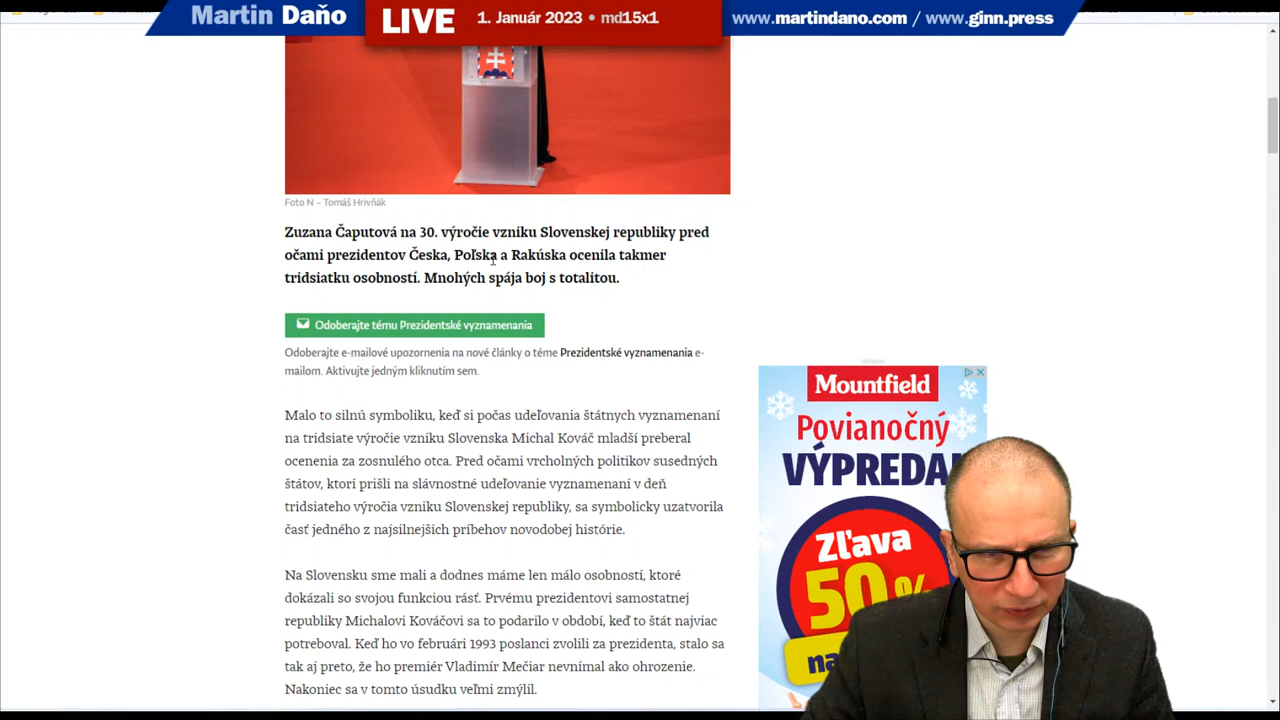 Martin Daňo
LIVE
1. Január 2023 • md15x1
www.martindano.com / www.ginn.press
Foto N – Tomáš Hrivňák
Zuzana Čaputová na 30. výročie vzniku Slovenskej republiky pred
očami prezidentov Česka, Poľska a Rakúska ocenila takmer
tridsiatku osobností. Mnohých spája boj s totalitou.
Odoberajte tému Prezidentské vyznamenania
Odoberajte e-mailové upozornenia na nové články o téme Prezidentské vyznamenania e-
mailom. Aktivujte jedným kliknutím sem.
Malo to silnú symboliku, keď si počas udeľovania štátnych vyznamenaní
na tridsiate výročie vzniku Slovenska Michal Kováč mladší preberal
ocenenia za zosnulého otca. Pred očami vrcholných politikov susedných
štátov, ktorí prišli na slávnostné udeľovanie vyznamenaní v deň
tridsiateho výročia vzniku Slovenskej republiky, sa symbolicky uzatvorila
časť jedného z najsilnejších príbehov novodobej histórie.
Na Slovensku sme mali a dodnes máme len málo osobností, ktoré
dokázali so svojou funkciou rásť. Prvému prezidentovi samostatnej
republiky Michalovi Kováčovi sa to podarilo v období, keď to štát najviac
potreboval. Keď ho vo februári 1993 poslanci zvolili za prezidenta, stalo sa
tak aj preto, že ho premiér Vladimír Mečiar nevnímal ako ohrozenie.
Nakoniec sa v tomto úsudku veľmi zmýlil.
Mountfield
Povianočný
VÝPREDA
Zľava
50%
na